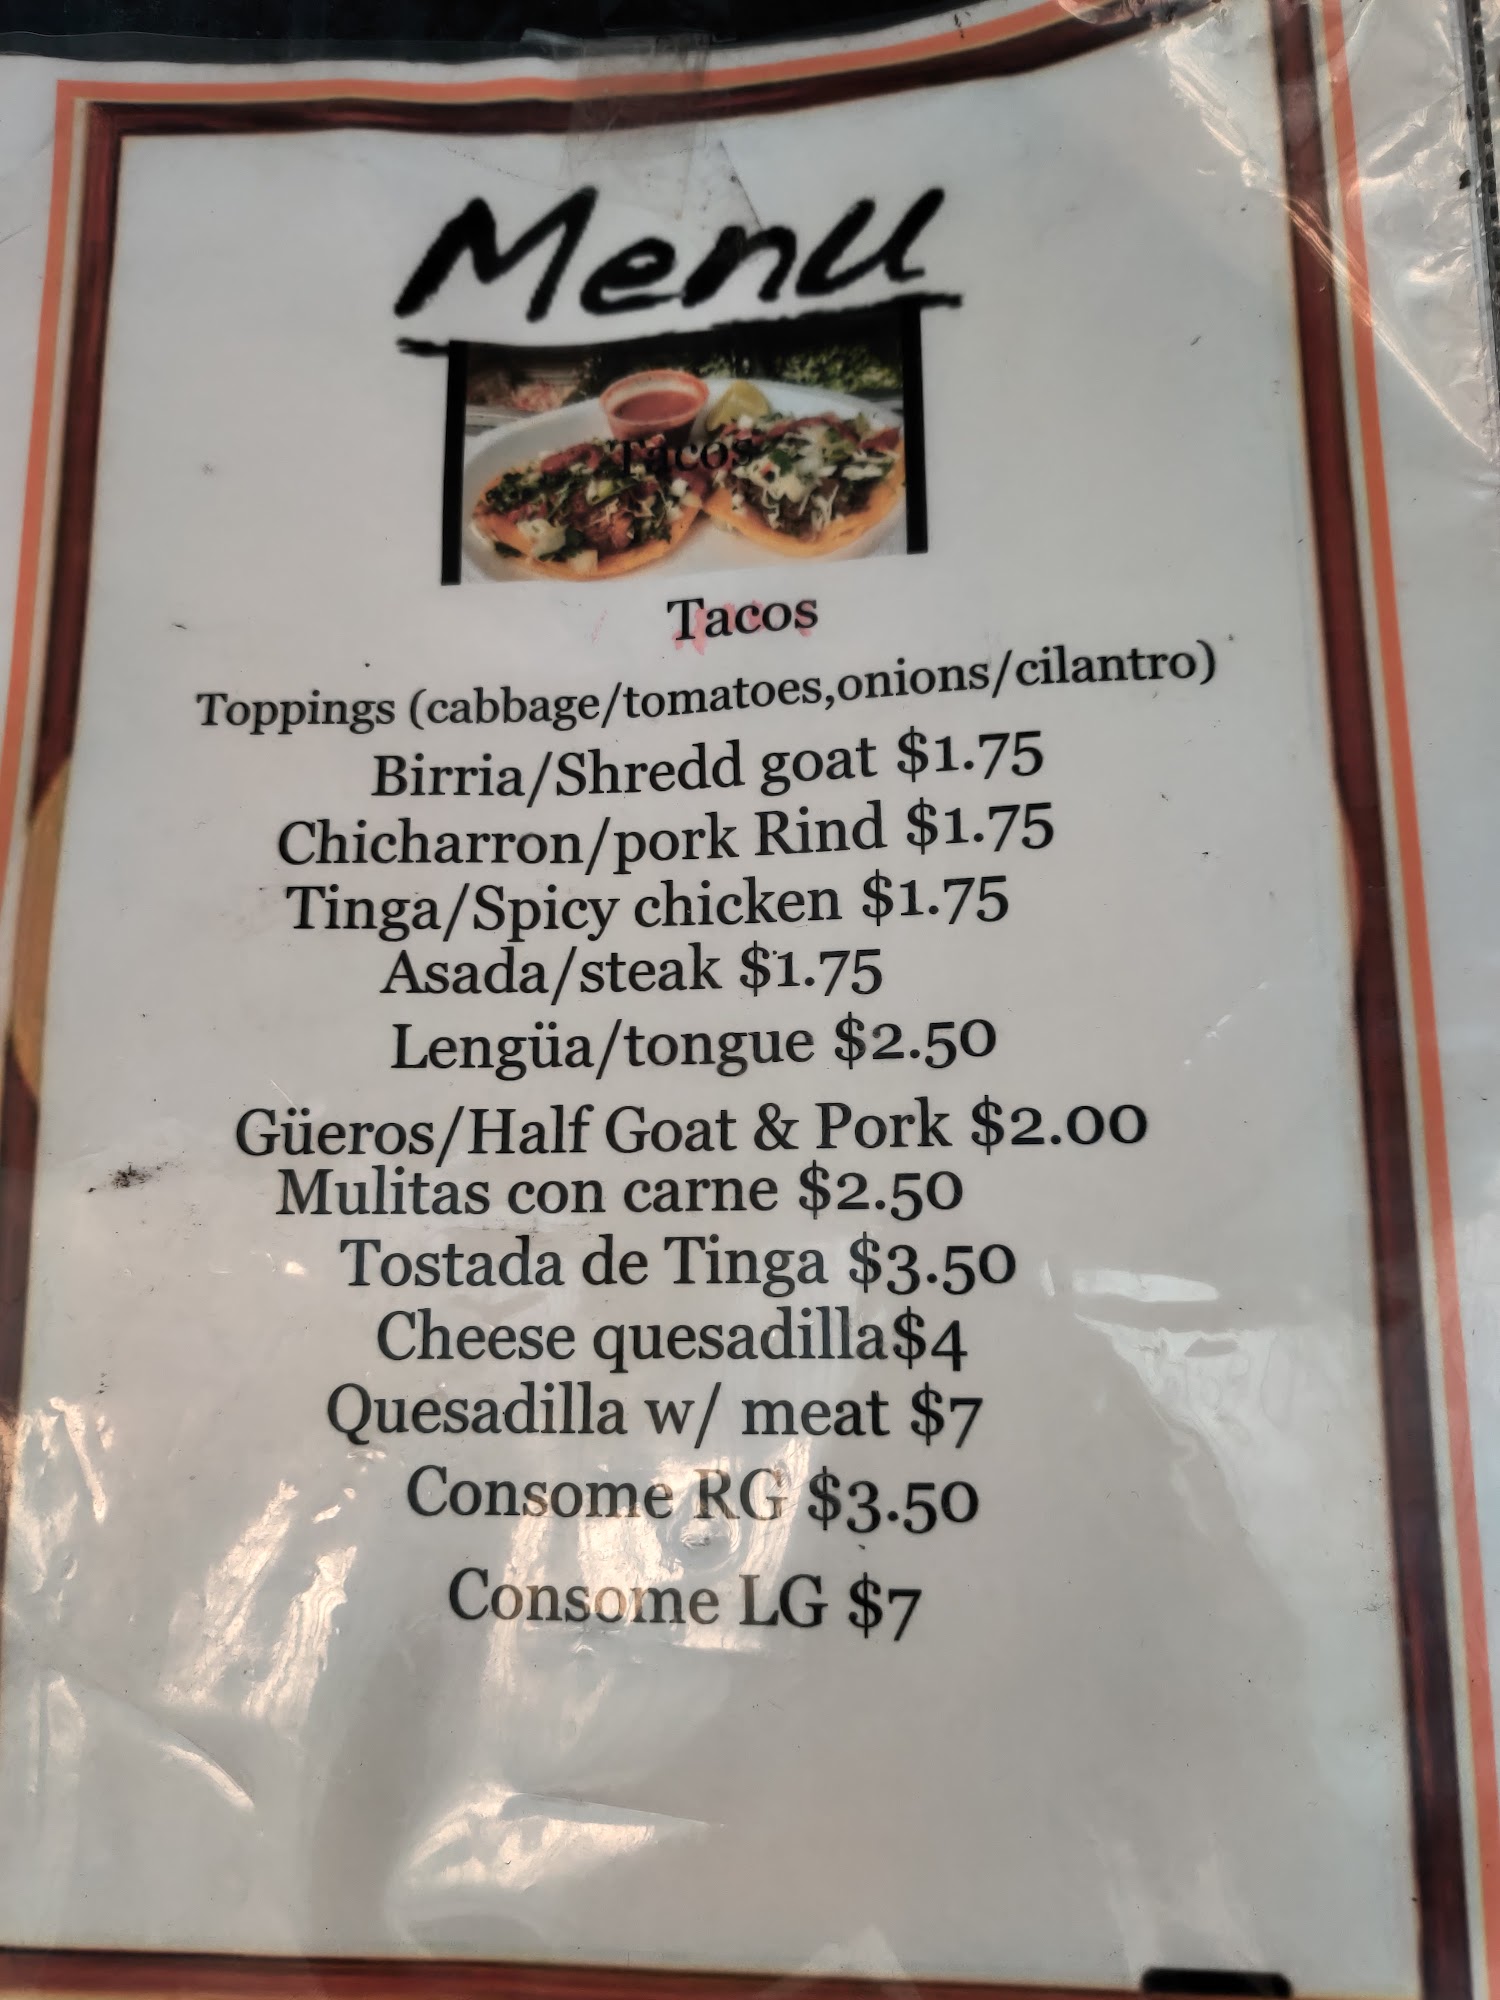 Menu
Tacos
Tacos
Toppings (cabbage/tomatoes,onions/cilantro)
Birria/Shredd goat $1.75
Chicharron/pork Rind $1.75
Tinga/Spicy chicken $1.75
Asada/steak $1.75
Lengüa/tongue $2.50
Güeros/Half Goat & Pork $2.00
Mulitas con carne $2.50
Tostada de Tinga $3.50
Cheese quesadilla$4
Quesadilla w/ meat $7
Consome RG $3.50
Consome LG $7